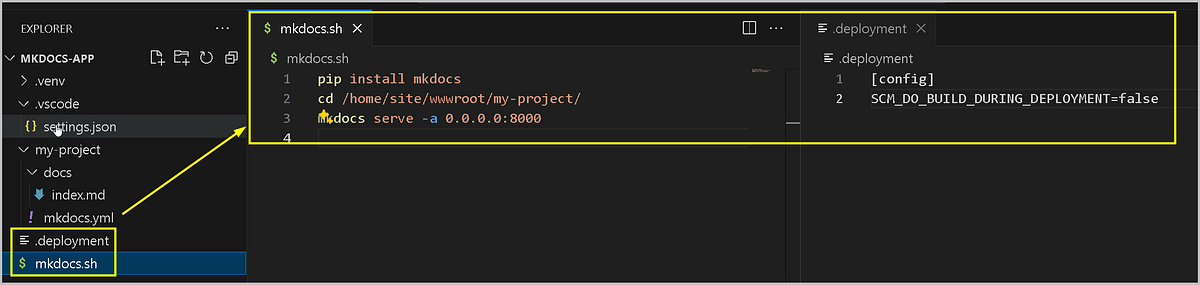 EXPLORER
MKDOCS-APP
.venv
.vscode
{} settings.json
my-project
docs
index.md
! mkdocs.yml
.deployment
$ mkdocs.sh
$ mkdocs.sh
$ mkdocs.sh
1 pip install mkdocs
2 cd /home/site/wwwroot/my-project/
3 mkdocs serve -a 0.0.0.0:8000
4
.deployment
.deployment
1 [config]
2 SCM_DO_BUILD_DURING_DEPLOYMENT=false